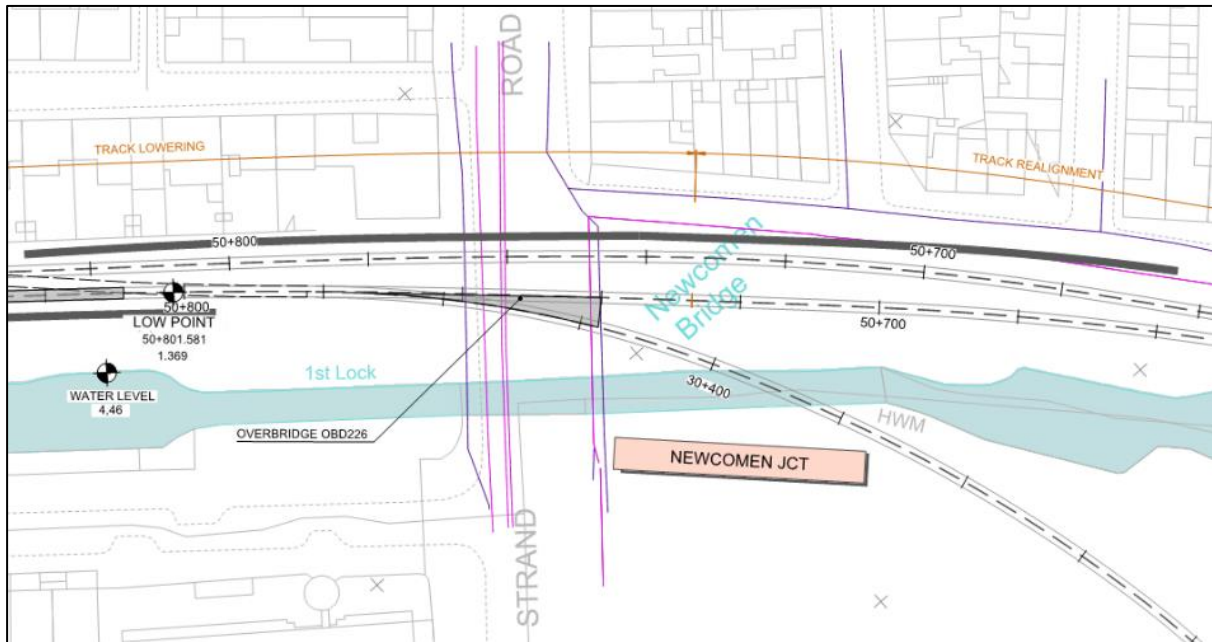 ROAD
TRACK LOWERING
TRACK REALIGNMENT
50+800
50+700
Newcomen
Bridge
50+800
LOW POINT
50+801.581
1.369
50+700
1st Lock
WATER LEVEL
4,46
30+400
HWM
OVERBRIDGE OBD226
NEWCOMEN JCT
STRAND